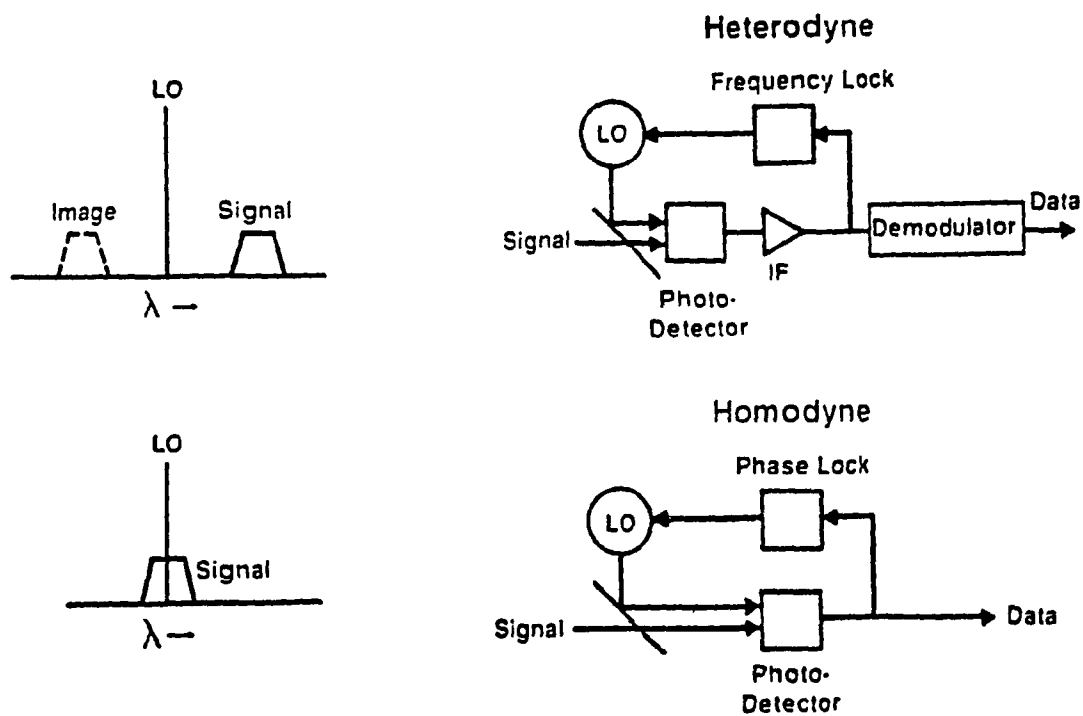 Heterodyne
LO
Image
Signal
λ →
Frequency Lock
LO
Signal
Photo-
Detector
IF
Demodulator
Data
Homodyne
LO
Signal
λ →
Phase Lock
LO
Signal
Photo-
Detector
Data